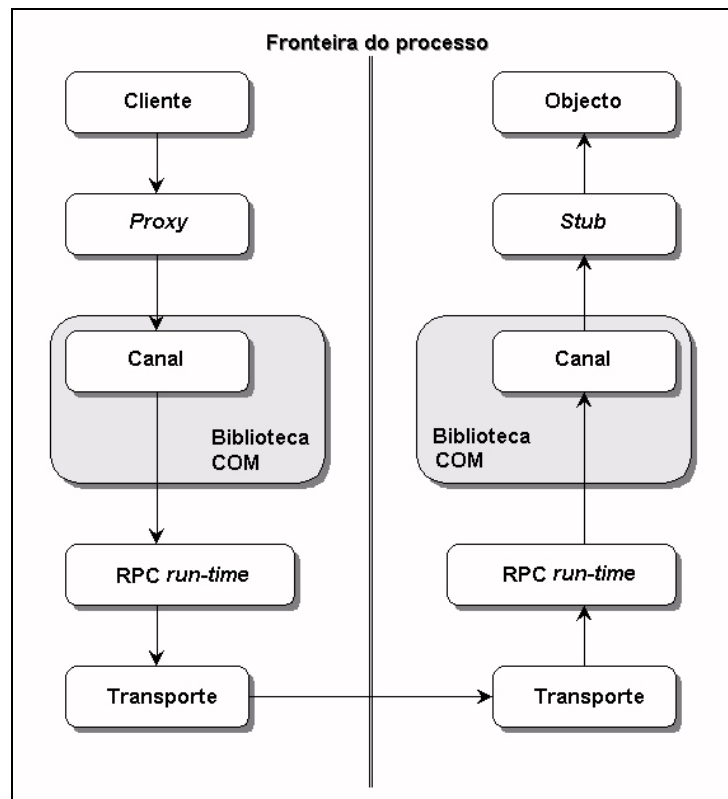 Fronteira do processo
Cliente
Proxy
Canal
Biblioteca
COM
RPC run-time
Transporte
Objecto
Stub
Canal
Biblioteca
COM
RPC run-time
Transporte